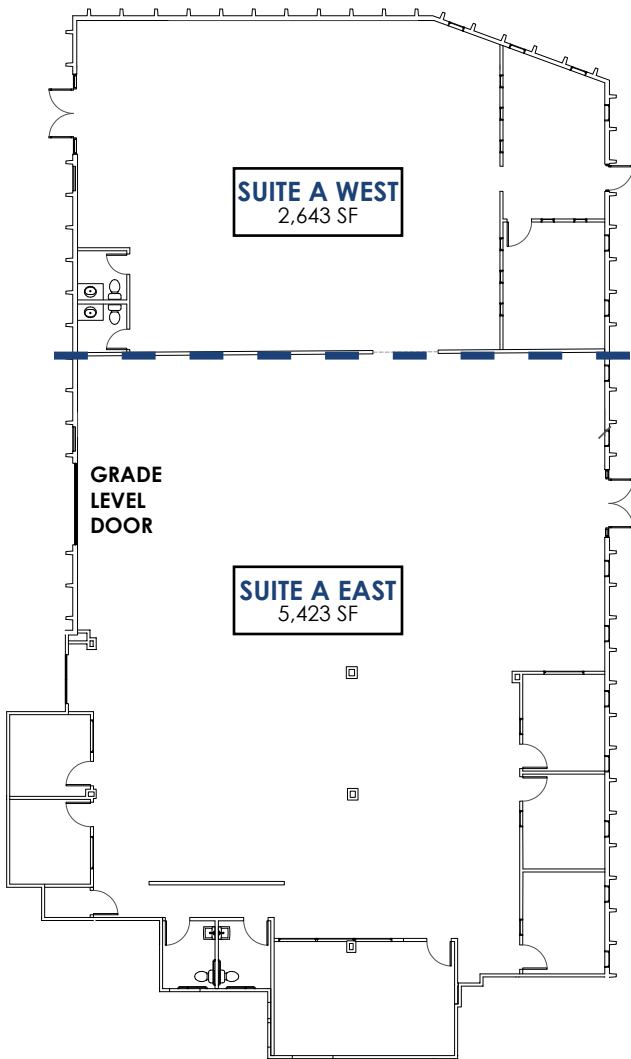 SUITE A WEST
2,643 SF
GRADE
LEVEL
DOOR
SUITE A EAST
5,423 SF